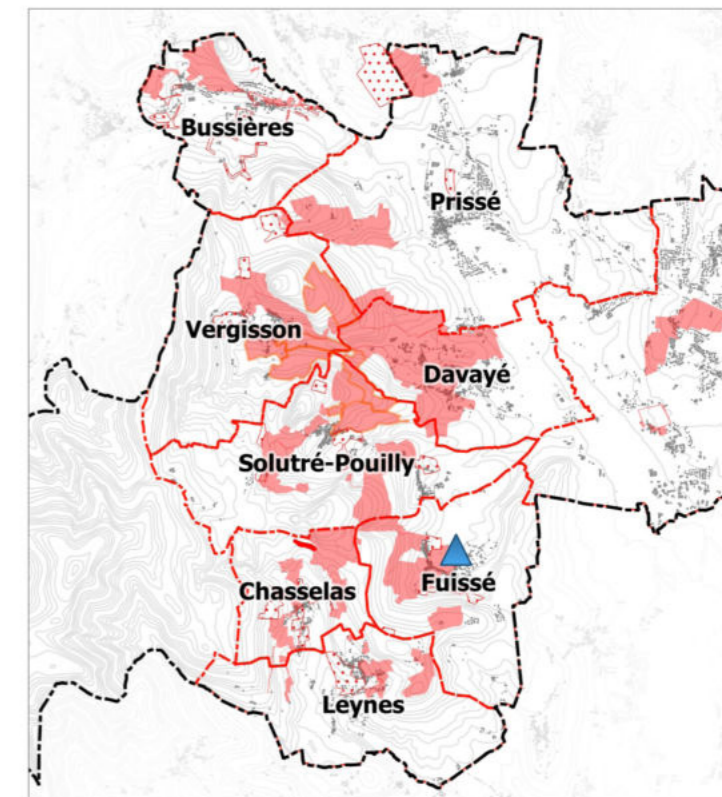 Bussières
Prissé
Vergisson
Davayé
Solutré-Pouilly
Chasselas
Fuissé
Leynes